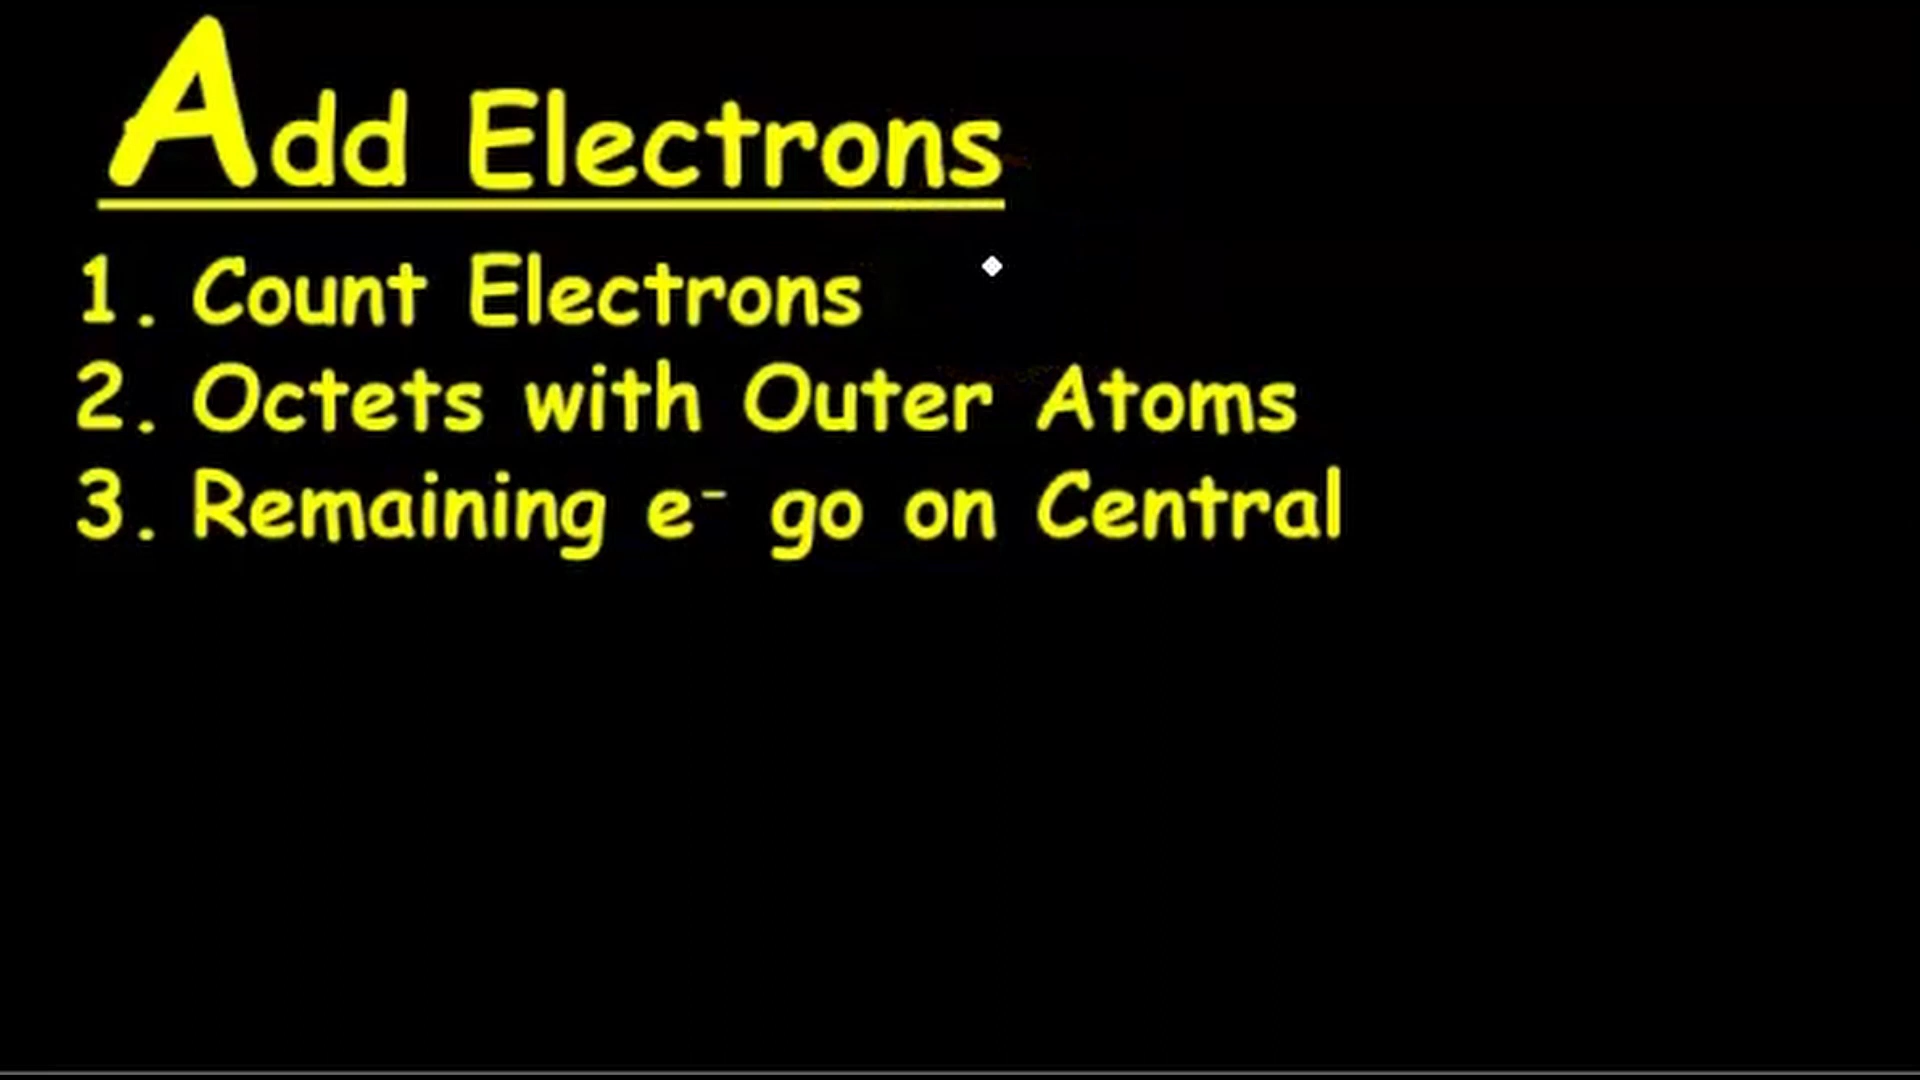 Add Electrons
1. Count Electrons
2. Octets with Outer Atoms
3. Remaining e⁻ go on Central